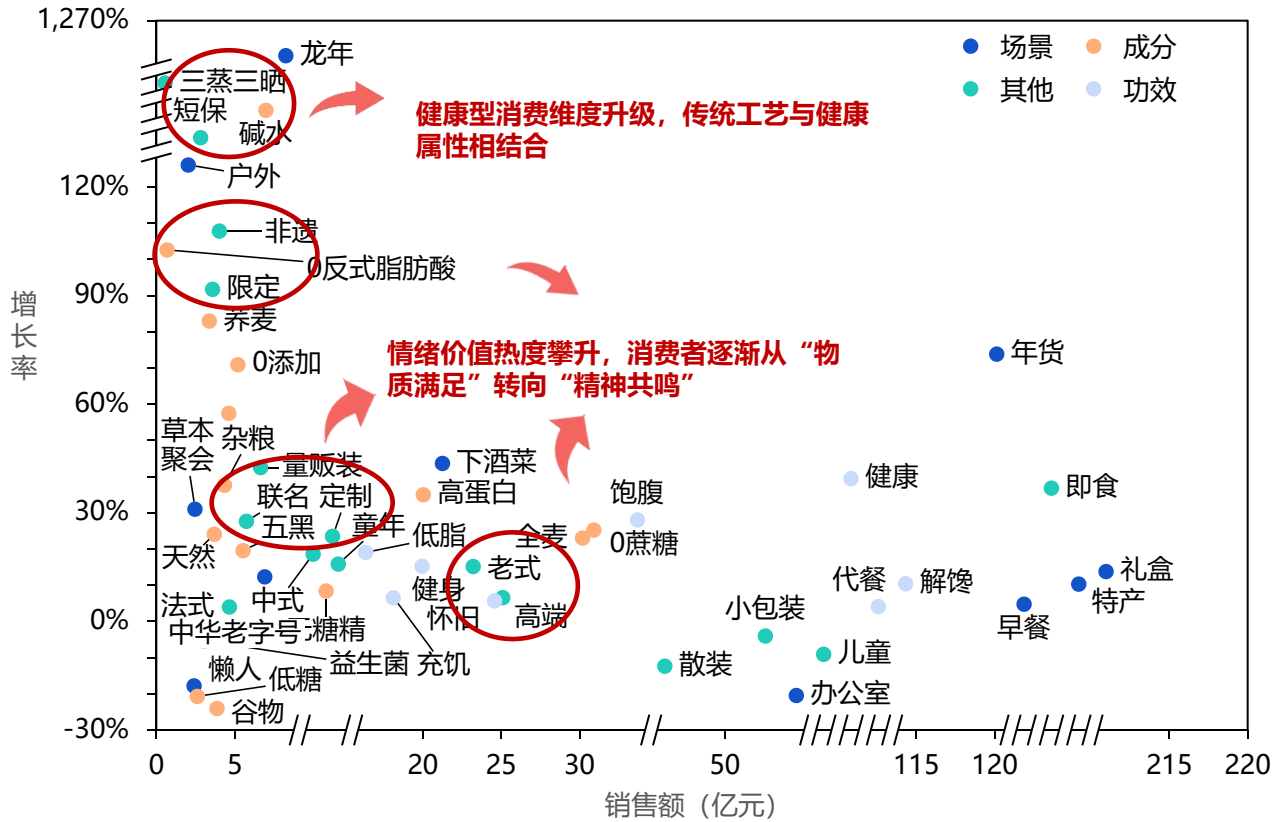 1,270%
120%
90%
60%
30%
0%
-30%
增长率
0
5
20
25
30
50
115
120
215
220
销售额（亿元）
场景
成分
其他
功效
龙年
三蒸三晒
短保
碱水
户外
健康型消费维度升级，传统工艺与健康
属性相结合
非遗
0反式脂肪酸
限定
荞麦
0添加
情绪价值热度攀升，消费者逐渐从“物
质满足”转向“精神共鸣”
年货
草本
聚会
杂粮
量贩装
联名
定制
五黑
童年
天然
下酒菜
高蛋白
饱腹
全麦
0蔗糖
低脂
健康
即食
老式
健身
怀旧
高端
代餐
解馋
礼盒
特产
早餐
法式
中式
中华老字号
糖精
益生菌
充饥
小包装
散装
儿童
办公室
懒人
低糖
谷物